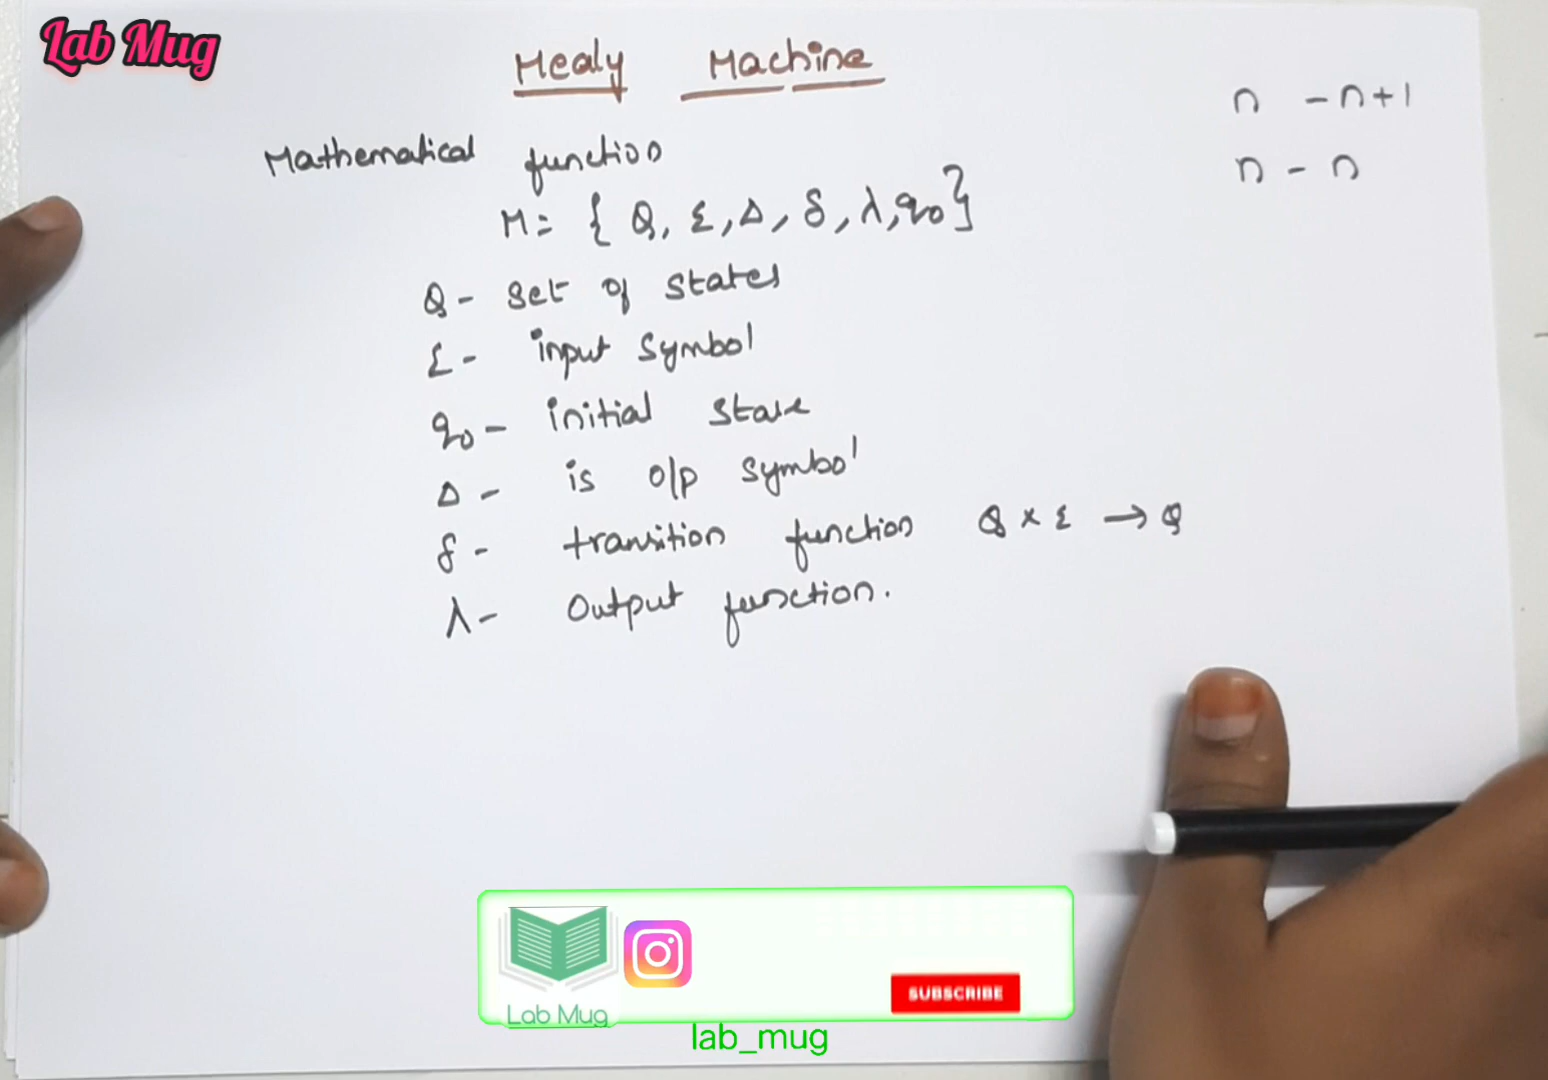 Lab Mug
Mealy Machine
n - n+1
n - n
Mathematical function
M = { Q, Σ, Δ, δ, λ, q0 }
Q - set of states
Σ - input symbol
q0 - initial state
Δ - is o/p symbol
δ - transition function Q × Σ → Q
λ - Output function.
Lab Mug
SUBSCRIBE
lab_mug